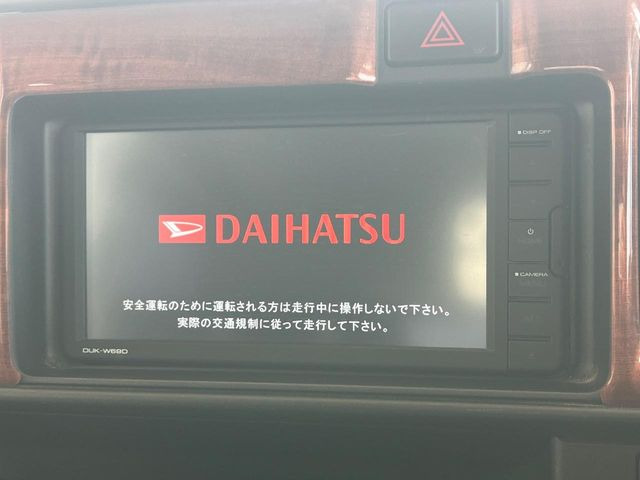 DISP OFF
DAIHATSU
HOME
CAMERA
MENU
安全運転のために運転される方は走行中に操作しないで下さい。
実際の交通規制に従って走行して下さい。
DUK-W69D